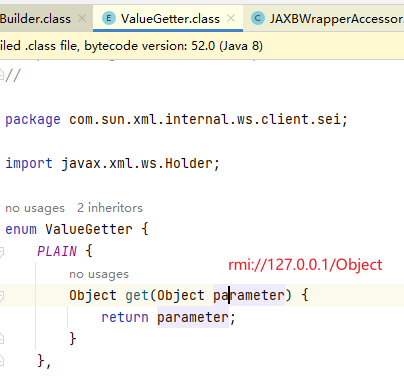 Builder.class
ValueGetter.class
JAXBWrapperAccessor.
iled .class file, bytecode version: 52.0 (Java 8)
//
package com.sun.xml.internal.ws.client.sei;
import javax.xml.ws.Holder;
no usages 2 inheritors
enum ValueGetter {
PLAIN {
no usages
rmi://127.0.0.1/Object
Object get(Object parameter) {
return parameter;
}
},